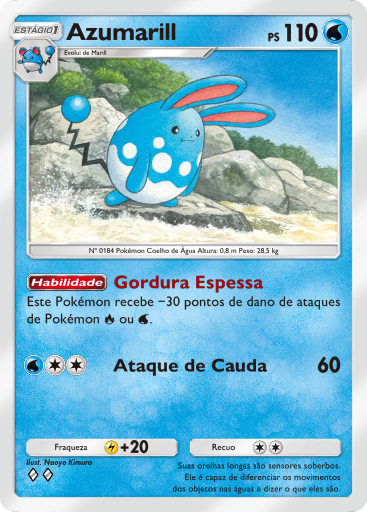 ESTÁGIO 1
Azumarill
PS 110
Evolui de Marill
Nº 0184 Pokémon Coelho de Água Altura: 0,8 m Peso: 28,5 kg
Habilidade Gordura Espessa
Este Pokémon recebe −30 pontos de dano de ataques
de Pokémon ou.
Ataque de Cauda 60
Fraqueza +20
Recuo
Ilust. Naoyo Kimura
Suas orelhas longas são sensores soberbos.
Ele é capaz de diferenciar os movimentos
dos objetos nas águas e dizer o que eles são.